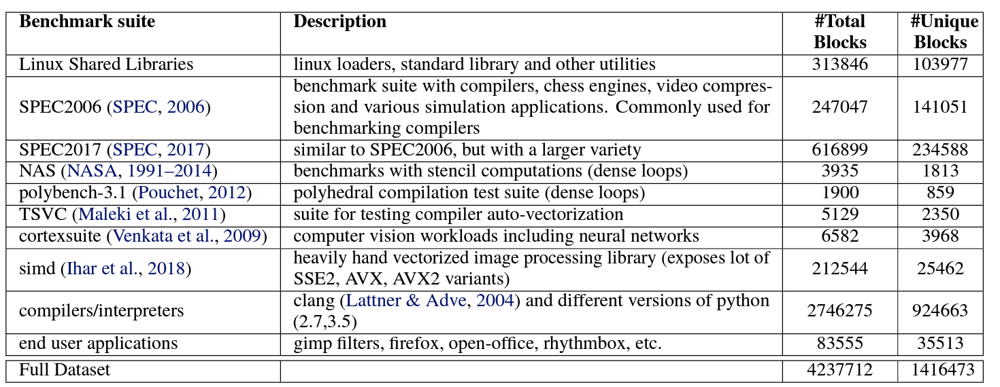 Benchmark suite Description #Total #Unique
Blocks Blocks
Linux Shared Libraries linux loaders, standard library and other utilities 313846 103977
benchmark suite with compilers, chess engines, video compres-
SPEC2006 (SPEC, 2006) sion and various simulation applications. Commonly used for 247047 141051
benchmarking compilers
SPEC2017 (SPEC, 2017) similar to SPEC2006, but with a larger variety 616899 234588
NAS (NASA, 1991–2014) benchmarks with stencil computations (dense loops) 3935 1813
polybench-3.1 (Pouchet, 2012) polyhedral compilation test suite (dense loops) 1900 859
TSVC (Maleki et al., 2011) suite for testing compiler auto-vectorization 5129 2350
cortexsuite (Venkata et al., 2009) computer vision workloads including neural networks 6582 3968
heavily hand vectorized image processing library (exposes lot of
simd (Ihar et al., 2018) SSE2, AVX, AVX2 variants) 212544 25462
clang (Lattner & Adve, 2004) and different versions of python
compilers/interpreters (2.7,3.5) 2746275 924663
end user applications gimp filters, firefox, open-office, rhythmbox, etc. 83555 35513
Full Dataset 4237712 1416473